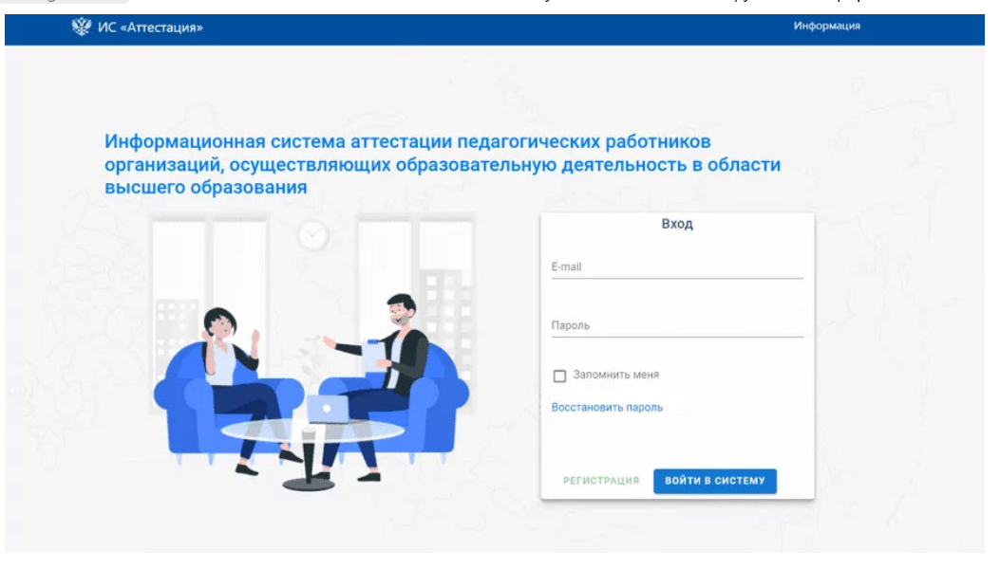 ИС «Аттестация»
Информация
Информационная система аттестации педагогических работников
организаций, осуществляющих образовательную деятельность в области
высшего образования
Вход
E-mail
Пароль
Запомнить меня
Восстановить пароль
РЕГИСТРАЦИЯ
ВОЙТИ В СИСТЕМУ